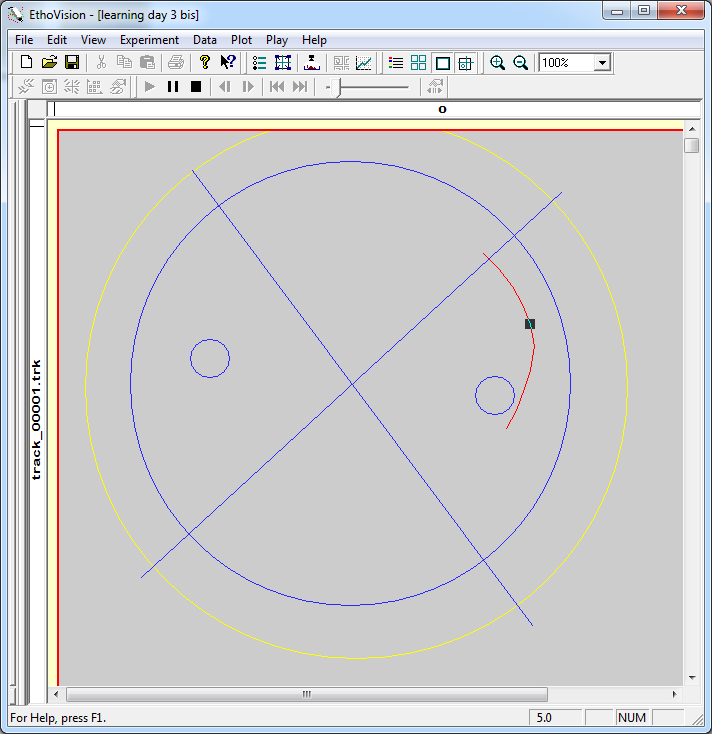 EthoVision - [learning day 3 bis]
File Edit View Experiment Data Plot Play Help
100%
0
track_00001.trk
For Help, press F1.
5.0
NUM